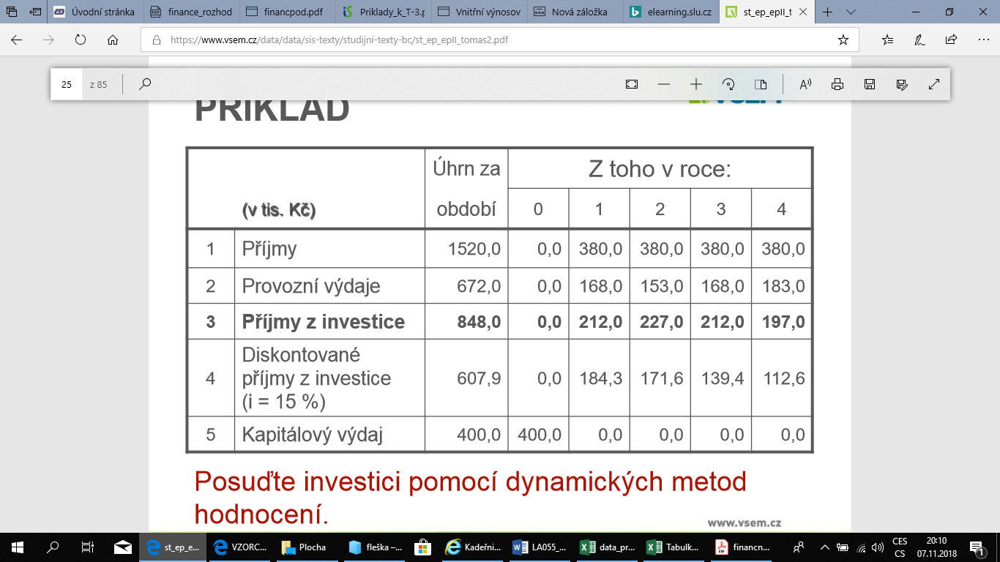 Úvodní stránka
finance_rozhod
financpod.pdf
Priklady_k_T-3.p
Vnitřní výnosov
Nová záložka
elearning.slu.cz
st_ep_epII_t
https://www.vsem.cz/data/data/sis-texty/studijni-texty-bc/st_ep_epII_tomas2.pdf
25 z 85
PŘÍKLAD
(v tis. Kč) Úhrn za období Z toho v roce:
0 1 2 3 4
1 Příjmy 1520,0 0,0 380,0 380,0 380,0 380,0
2 Provozní výdaje 672,0 0,0 168,0 153,0 168,0 183,0
3 Příjmy z investice 848,0 0,0 212,0 227,0 212,0 197,0
4 Diskontované
příjmy z investice
(i = 15 %) 607,9 0,0 184,3 171,6 139,4 112,6
5 Kapitálový výdaj 400,0 400,0 0,0 0,0 0,0 0,0
Posuďte investici pomocí dynamických metod
hodnocení.
www.vsem.cz
st_ep_e...
VZORC...
Plocha
fleška –...
Kadeřni...
LA055_...
data_pr...
Tabulk...
financn...
CES
CS
20:10
07.11.2018
1